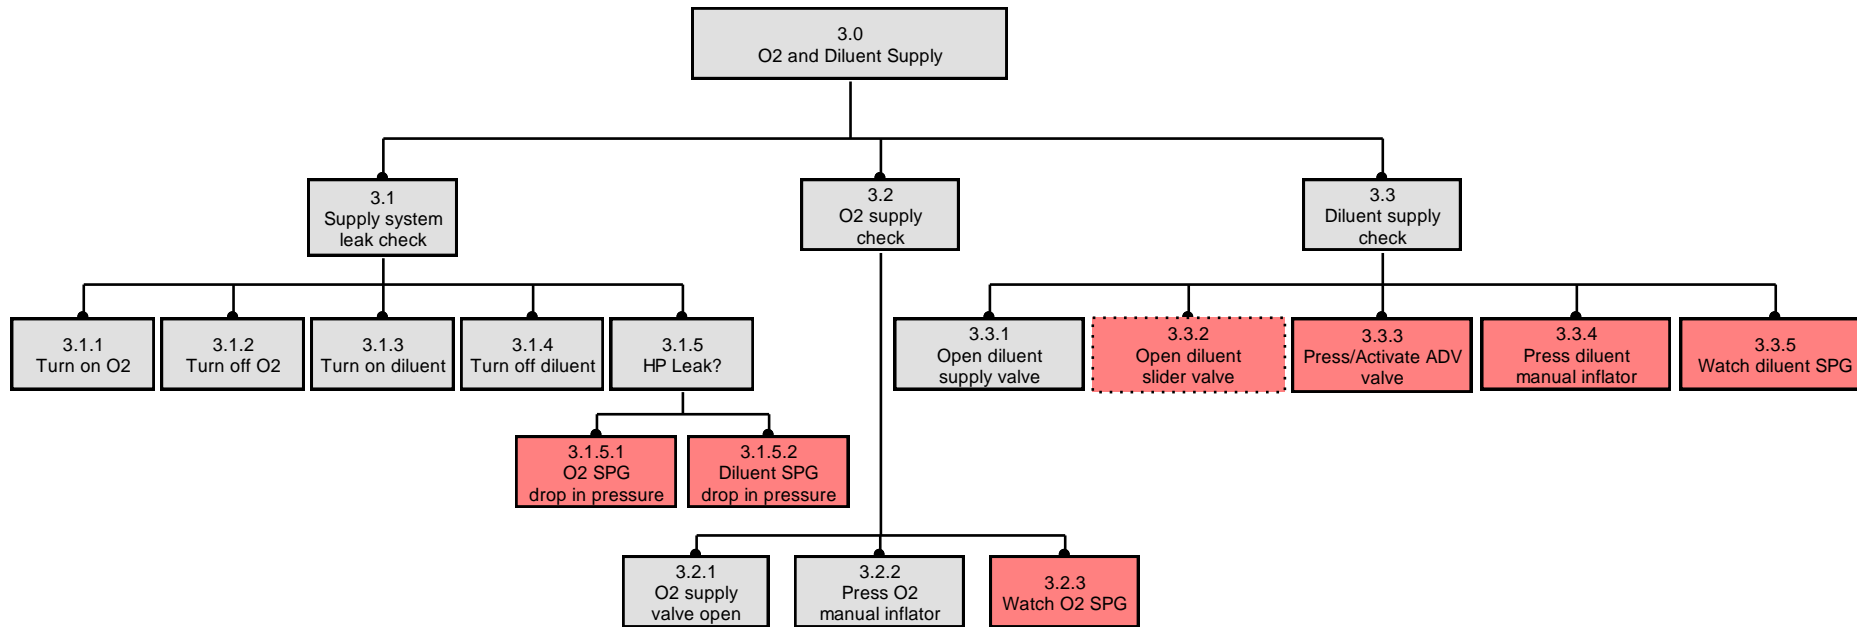 3.0
O2 and Diluent Supply
3.1
Supply system
leak check
3.2
O2 supply
check
3.3
Diluent supply
check
3.1.1
Turn on O2
3.1.2
Turn off O2
3.1.3
Turn on diluent
3.1.4
Turn off diluent
3.1.5
HP Leak?
3.3.1
Open diluent
supply valve
3.3.2
Open diluent
slider valve
3.3.3
Press/Activate ADV
valve
3.3.4
Press diluent
manual inflator
3.3.5
Watch diluent SPG
3.1.5.1
O2 SPG
drop in pressure
3.1.5.2
Diluent SPG
drop in pressure
3.2.1
O2 supply
valve open
3.2.2
Press O2
manual inflator
3.2.3
Watch O2 SPG